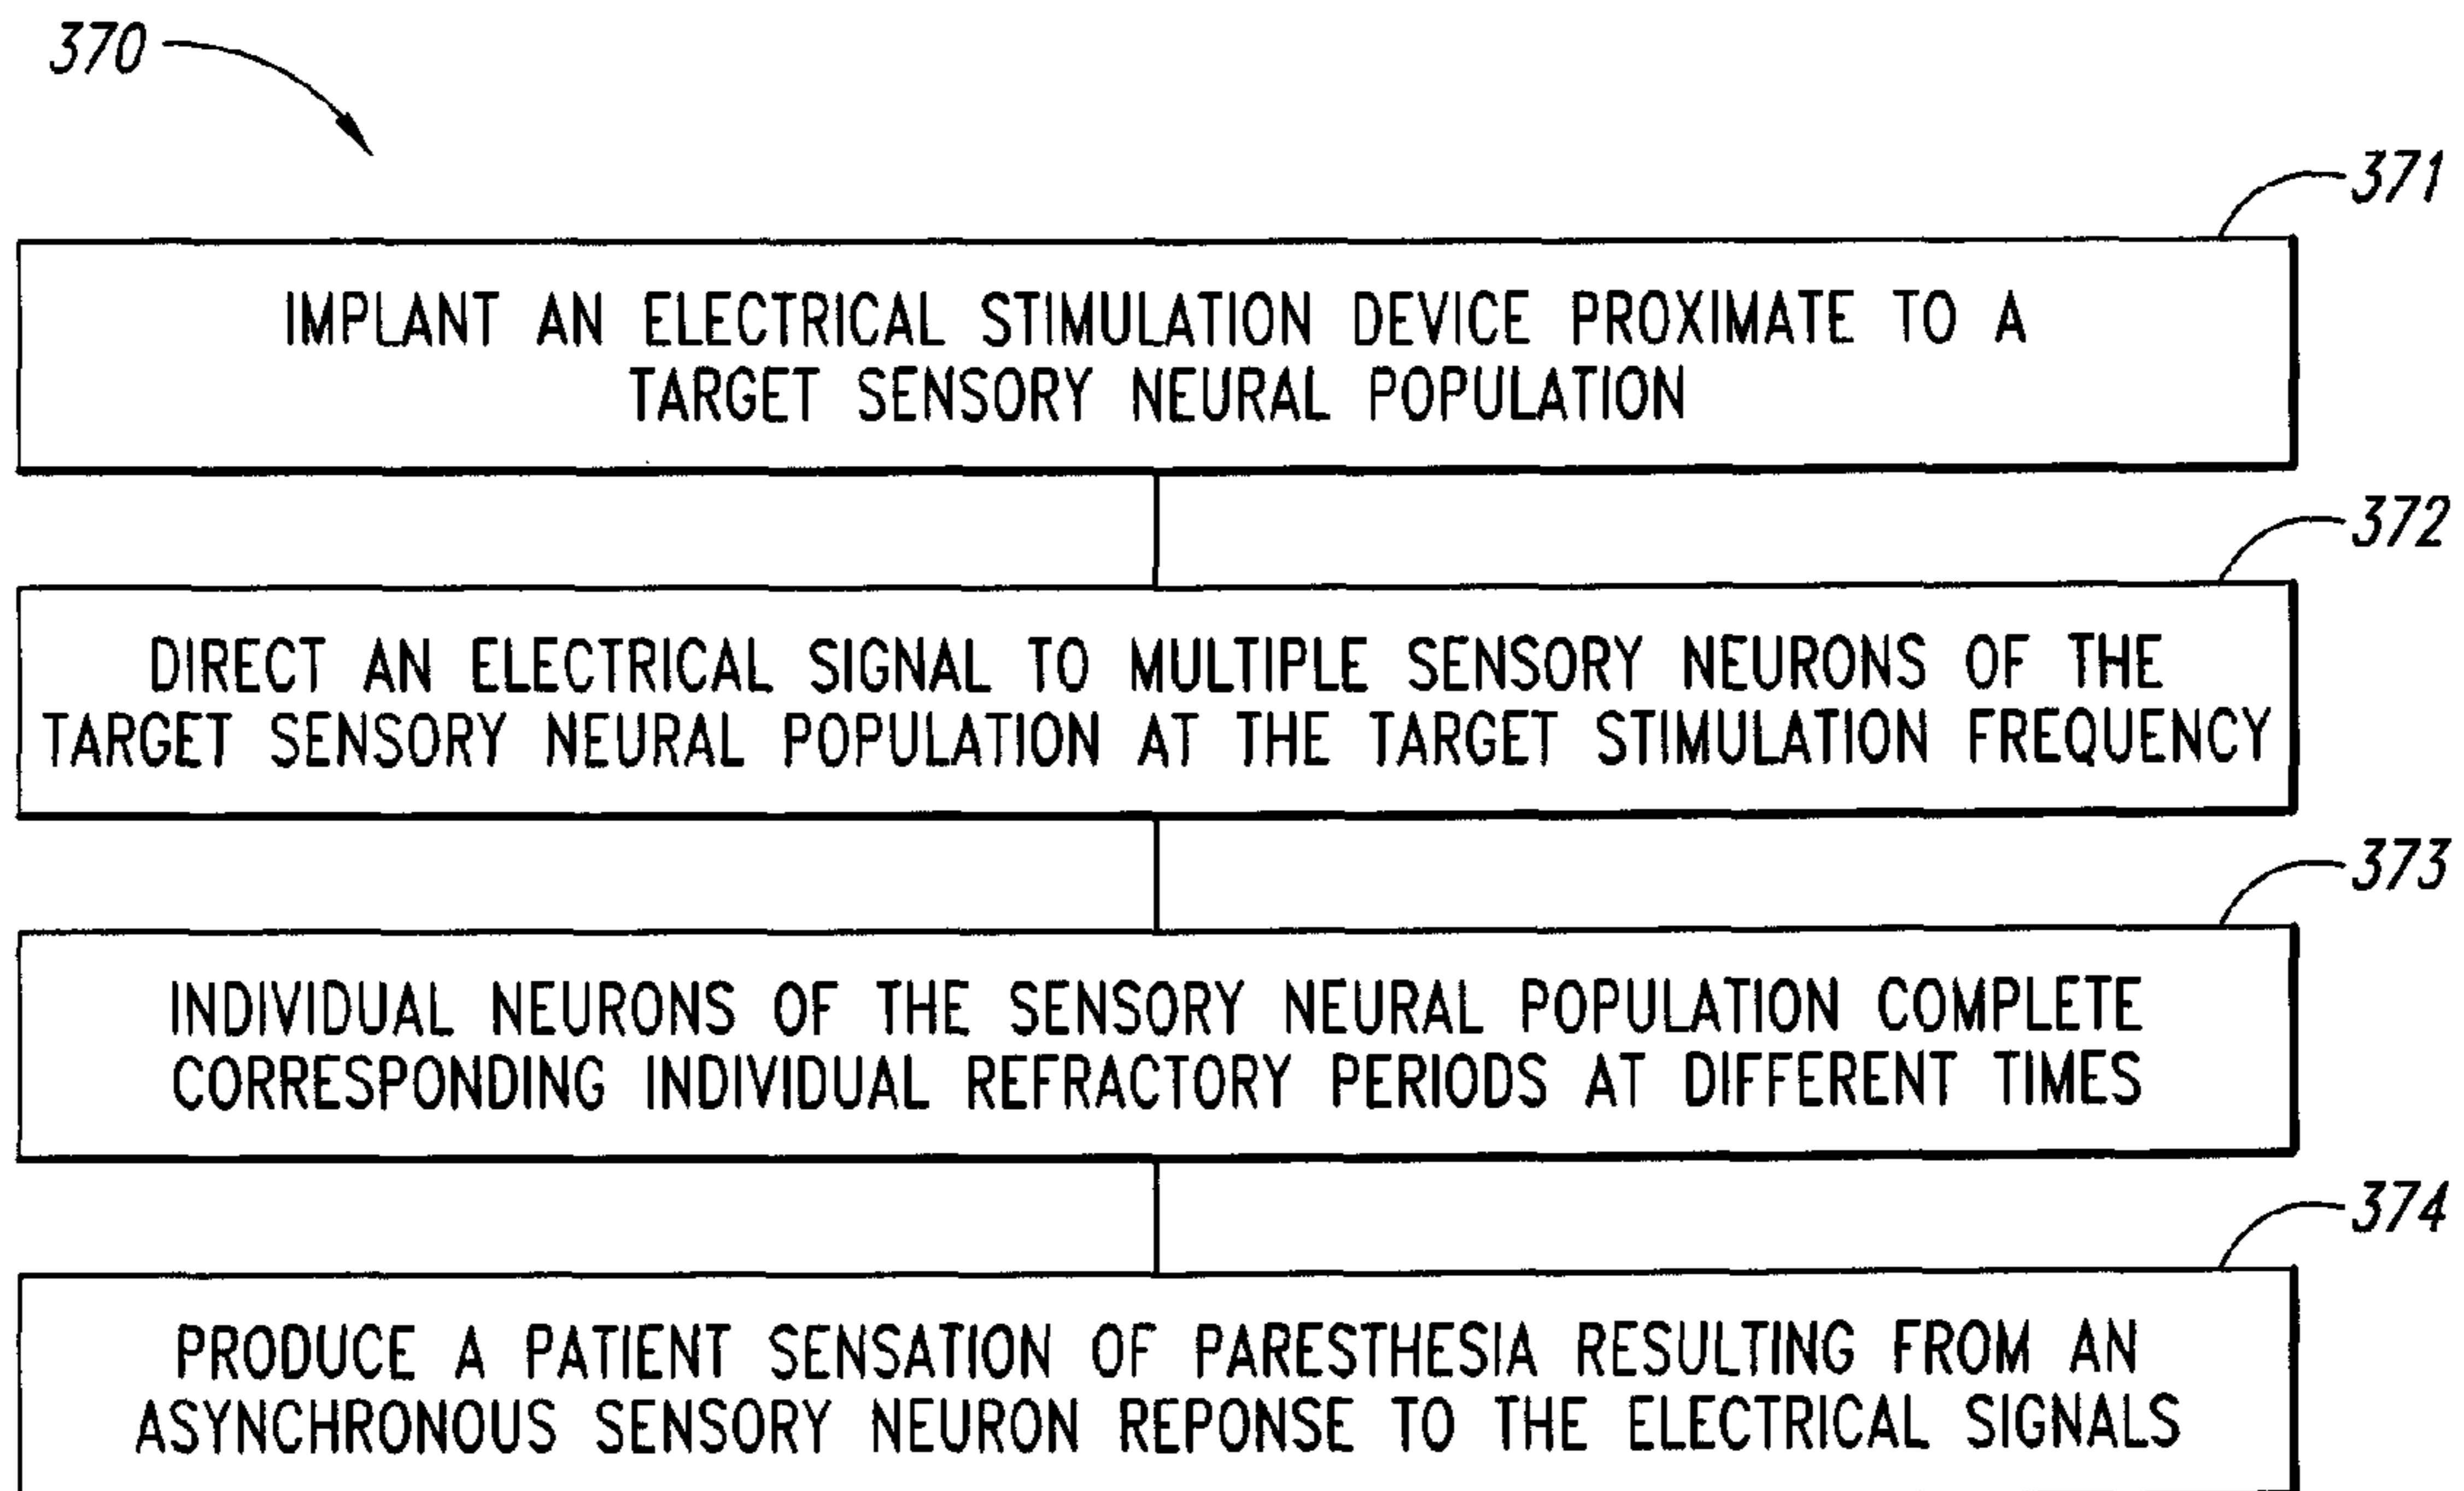 370
371
IMPLANT AN ELECTRICAL STIMULATION DEVICE PROXIMATE TO A
TARGET SENSORY NEURAL POPULATION
372
DIRECT AN ELECTRICAL SIGNAL TO MULTIPLE SENSORY NEURONS OF THE
TARGET SENSORY NEURAL POPULATION AT THE TARGET STIMULATION FREQUENCY
373
INDIVIDUAL NEURONS OF THE SENSORY NEURAL POPULATION COMPLETE
CORRESPONDING INDIVIDUAL REFRACTORY PERIODS AT DIFFERENT TIMES
374
PRODUCE A PATIENT SENSATION OF PARESTHESIA RESULTING FROM AN
ASYNCHRONOUS SENSORY NEURON REPONSE TO THE ELECTRICAL SIGNALS